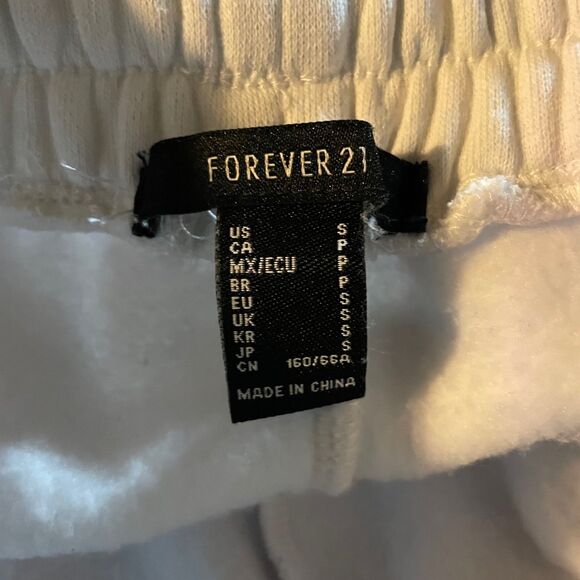 FOREVER 21
US S
CA P
MX/ECU P
BR P
EU S
UK S
KR S
JP S
CN 160/66A
MADE IN CHINA